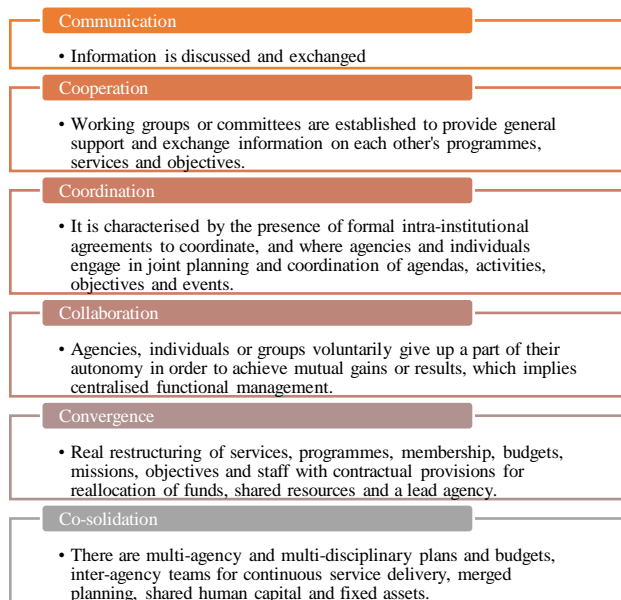 Communication
• Information is discussed and exchanged
Cooperation
• Working groups or committees are established to provide general
support and exchange information on each other's programmes,
services and objectives.
Coordination
• It is characterised by the presence of formal intra-institutional
agreements to coordinate, and where agencies and individuals
engage in joint planning and coordination of agendas, activities,
objectives and events.
Collaboration
• Agencies, individuals or groups voluntarily give up a part of their
autonomy in order to achieve mutual gains or results, which implies
centralised functional management.
Convergence
• Real restructuring of services, programmes, membership, budgets,
missions, objectives and staff with contractual provisions for
reallocation of funds, shared resources and a lead agency.
Co-solidation
• There are multi-agency and multi-disciplinary plans and budgets,
inter-agency teams for continuous service delivery, merged
planning, shared human capital and fixed assets.